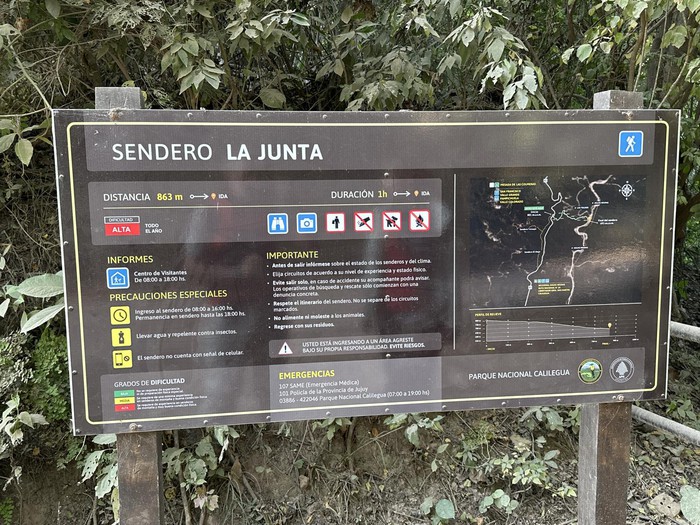 SENDERO LA JUNTA
DISTANCIA 863 m IDA
DURACIÓN 1h IDA
DIFICULTAD
ALTA
TODO
EL AÑO
INFORMES
Centro de Visitantes
De 08:00 a 18:00 hs.
PRECAUCIONES ESPECIALES
Ingreso al sendero de 08:00 a 16:00 hs.
Permanencia en senderos hasta las 18:00 hs.
Llevar agua y repelente contra insectos.
El sendero no cuenta con señal de celular.
GRADOS DE DIFICULTAD
IMPORTANTE
• Antes de salir infórmese sobre el estado de los senderos y del clima.
• Elija circuitos de acuerdo a su nivel de experiencia y estado físico.
• Evite salir solo, en caso de accidente su acompañante podrá avisar.
Los operativos de búsqueda y rescate sólo comienzan con una
denuncia concreta.
• Respete el itinerario del sendero. No se separe de los circuitos
marcados.
• No alimente ni moleste a los animales.
• Regrese con sus residuos.
USTED ESTÁ INGRESANDO A UN ÁREA AGRESTE
BAJO SU PROPIA RESPONSABILIDAD. EVITE RIESGOS.
EMERGENCIAS
107 SAME (Emergencia Médica)
101 Policía de la Provincia de Jujuy
03886 - 422046 Parque Nacional Calilegua (07:00 a 19:00 hs)
PERFIL DE RELIEVE
PARQUE NACIONAL CALILEGUA